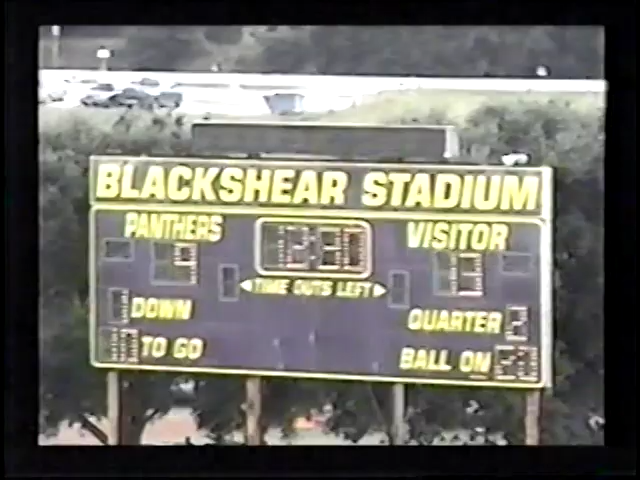 BLACKSHEAR STADIUM
PANTHERS VISITOR
◄TIME OUTS LEFT►
DOWN QUARTER
TO GO BALL ON